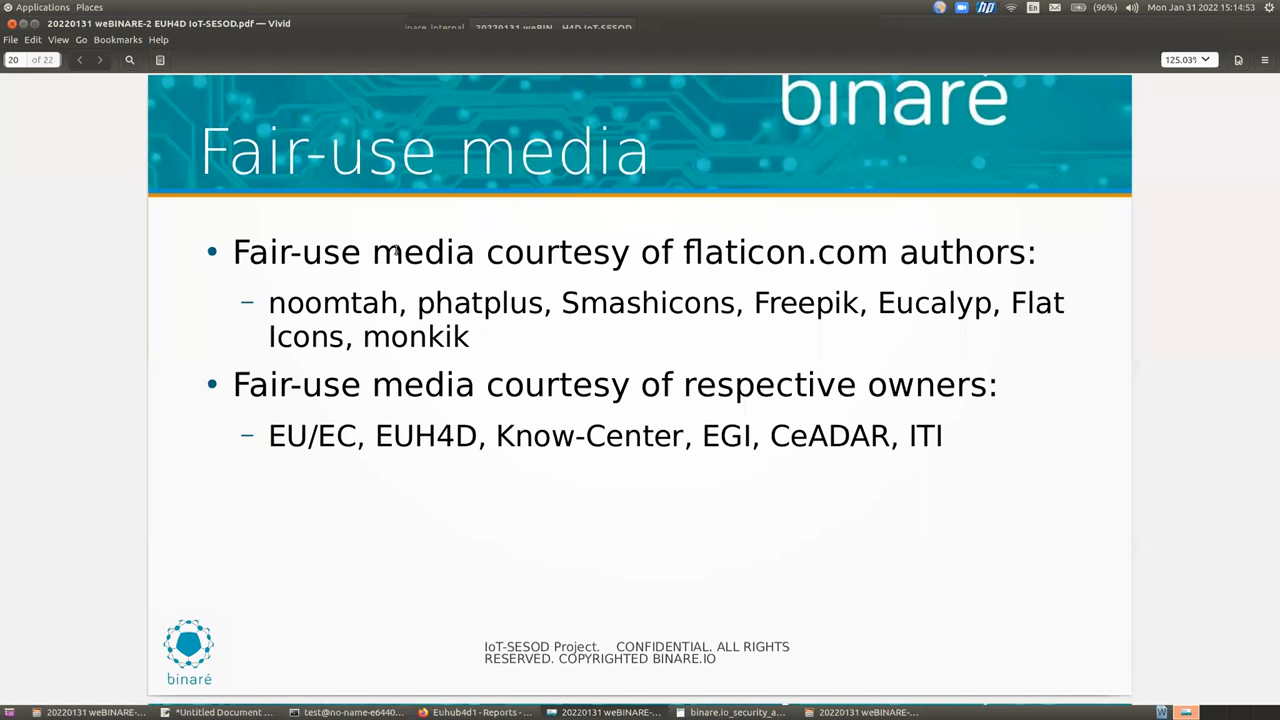 Applications Places
En
(96%)
Mon Jan 31 2022 15:14:53
20220131 weBINARE-2 EUH4D IoT-SESOD.pdf — Vivid
File Edit View Go Bookmarks Help
20 of 22
125.03%
binaré
Fair-use media
• Fair-use media courtesy of flaticon.com authors:
– noomtah, phatplus, Smashicons, Freepik, Eucalyp, Flat
Icons, monkik
• Fair-use media courtesy of respective owners:
– EU/EC, EUH4D, Know-Center, EGI, CeADAR, ITI
binaré
IoT-SESOD Project. CONFIDENTIAL. ALL RIGHTS
RESERVED. COPYRIGHTED BINARE.IO
20220131 weBINARE-...
*Untitled Document ...
test@no-name-e6440...
Euhub4d1 - Reports - ...
20220131 weBINARE-...
binare.io_security_a...
20220131 weBINARE-...